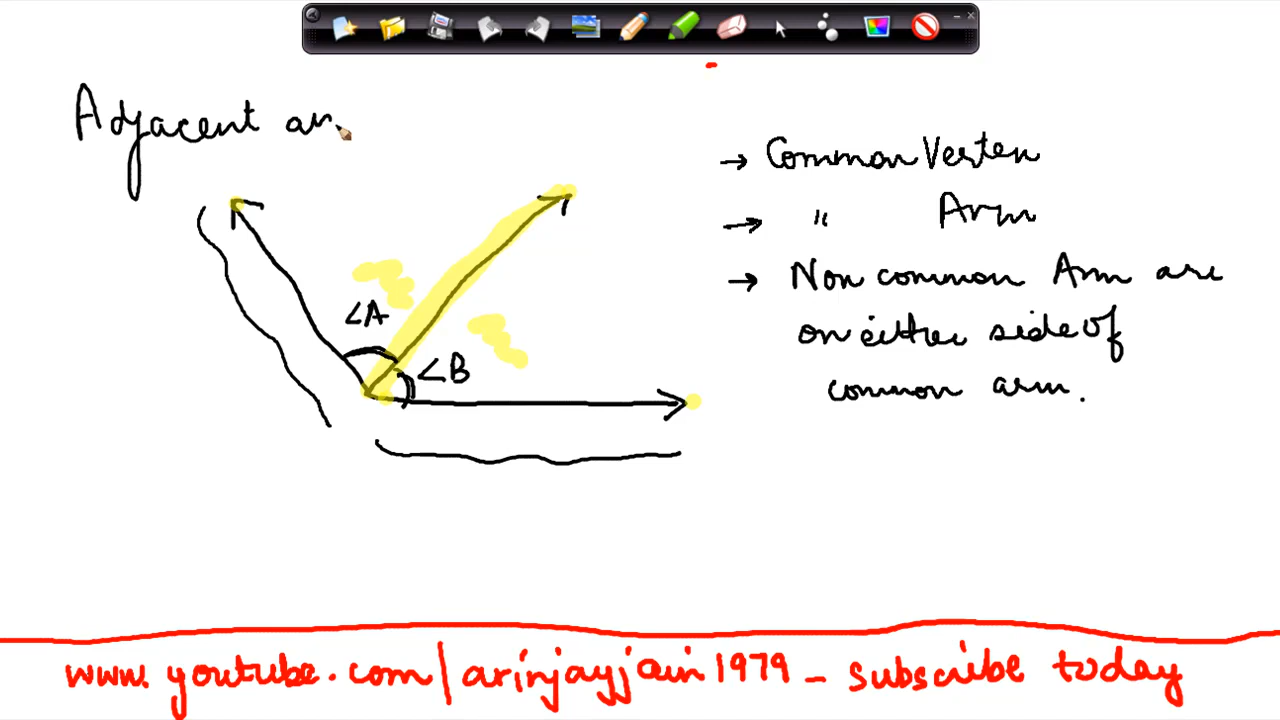 Adjacent an
→ Common Vertex
→ " Arm
→ Non common Arm are
on either side of
common arm.
∠A
∠B
www.youtube.com/arinjayjain1979 - subscribe today